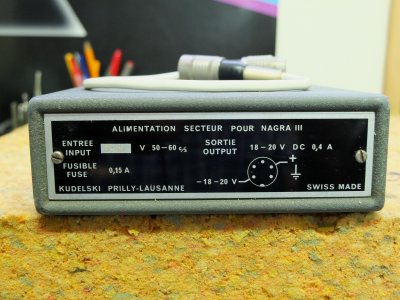 ALIMENTATION SECTEUR POUR NAGRA III
ENTREE INPUT V 50-60 c/s SORTIE OUTPUT 18-20 V DC 0,4 A
FUSIBLE FUSE 0,15 A
-18-20 V +
KUDELSKI PRILLY-LAUSANNE SWISS MADE